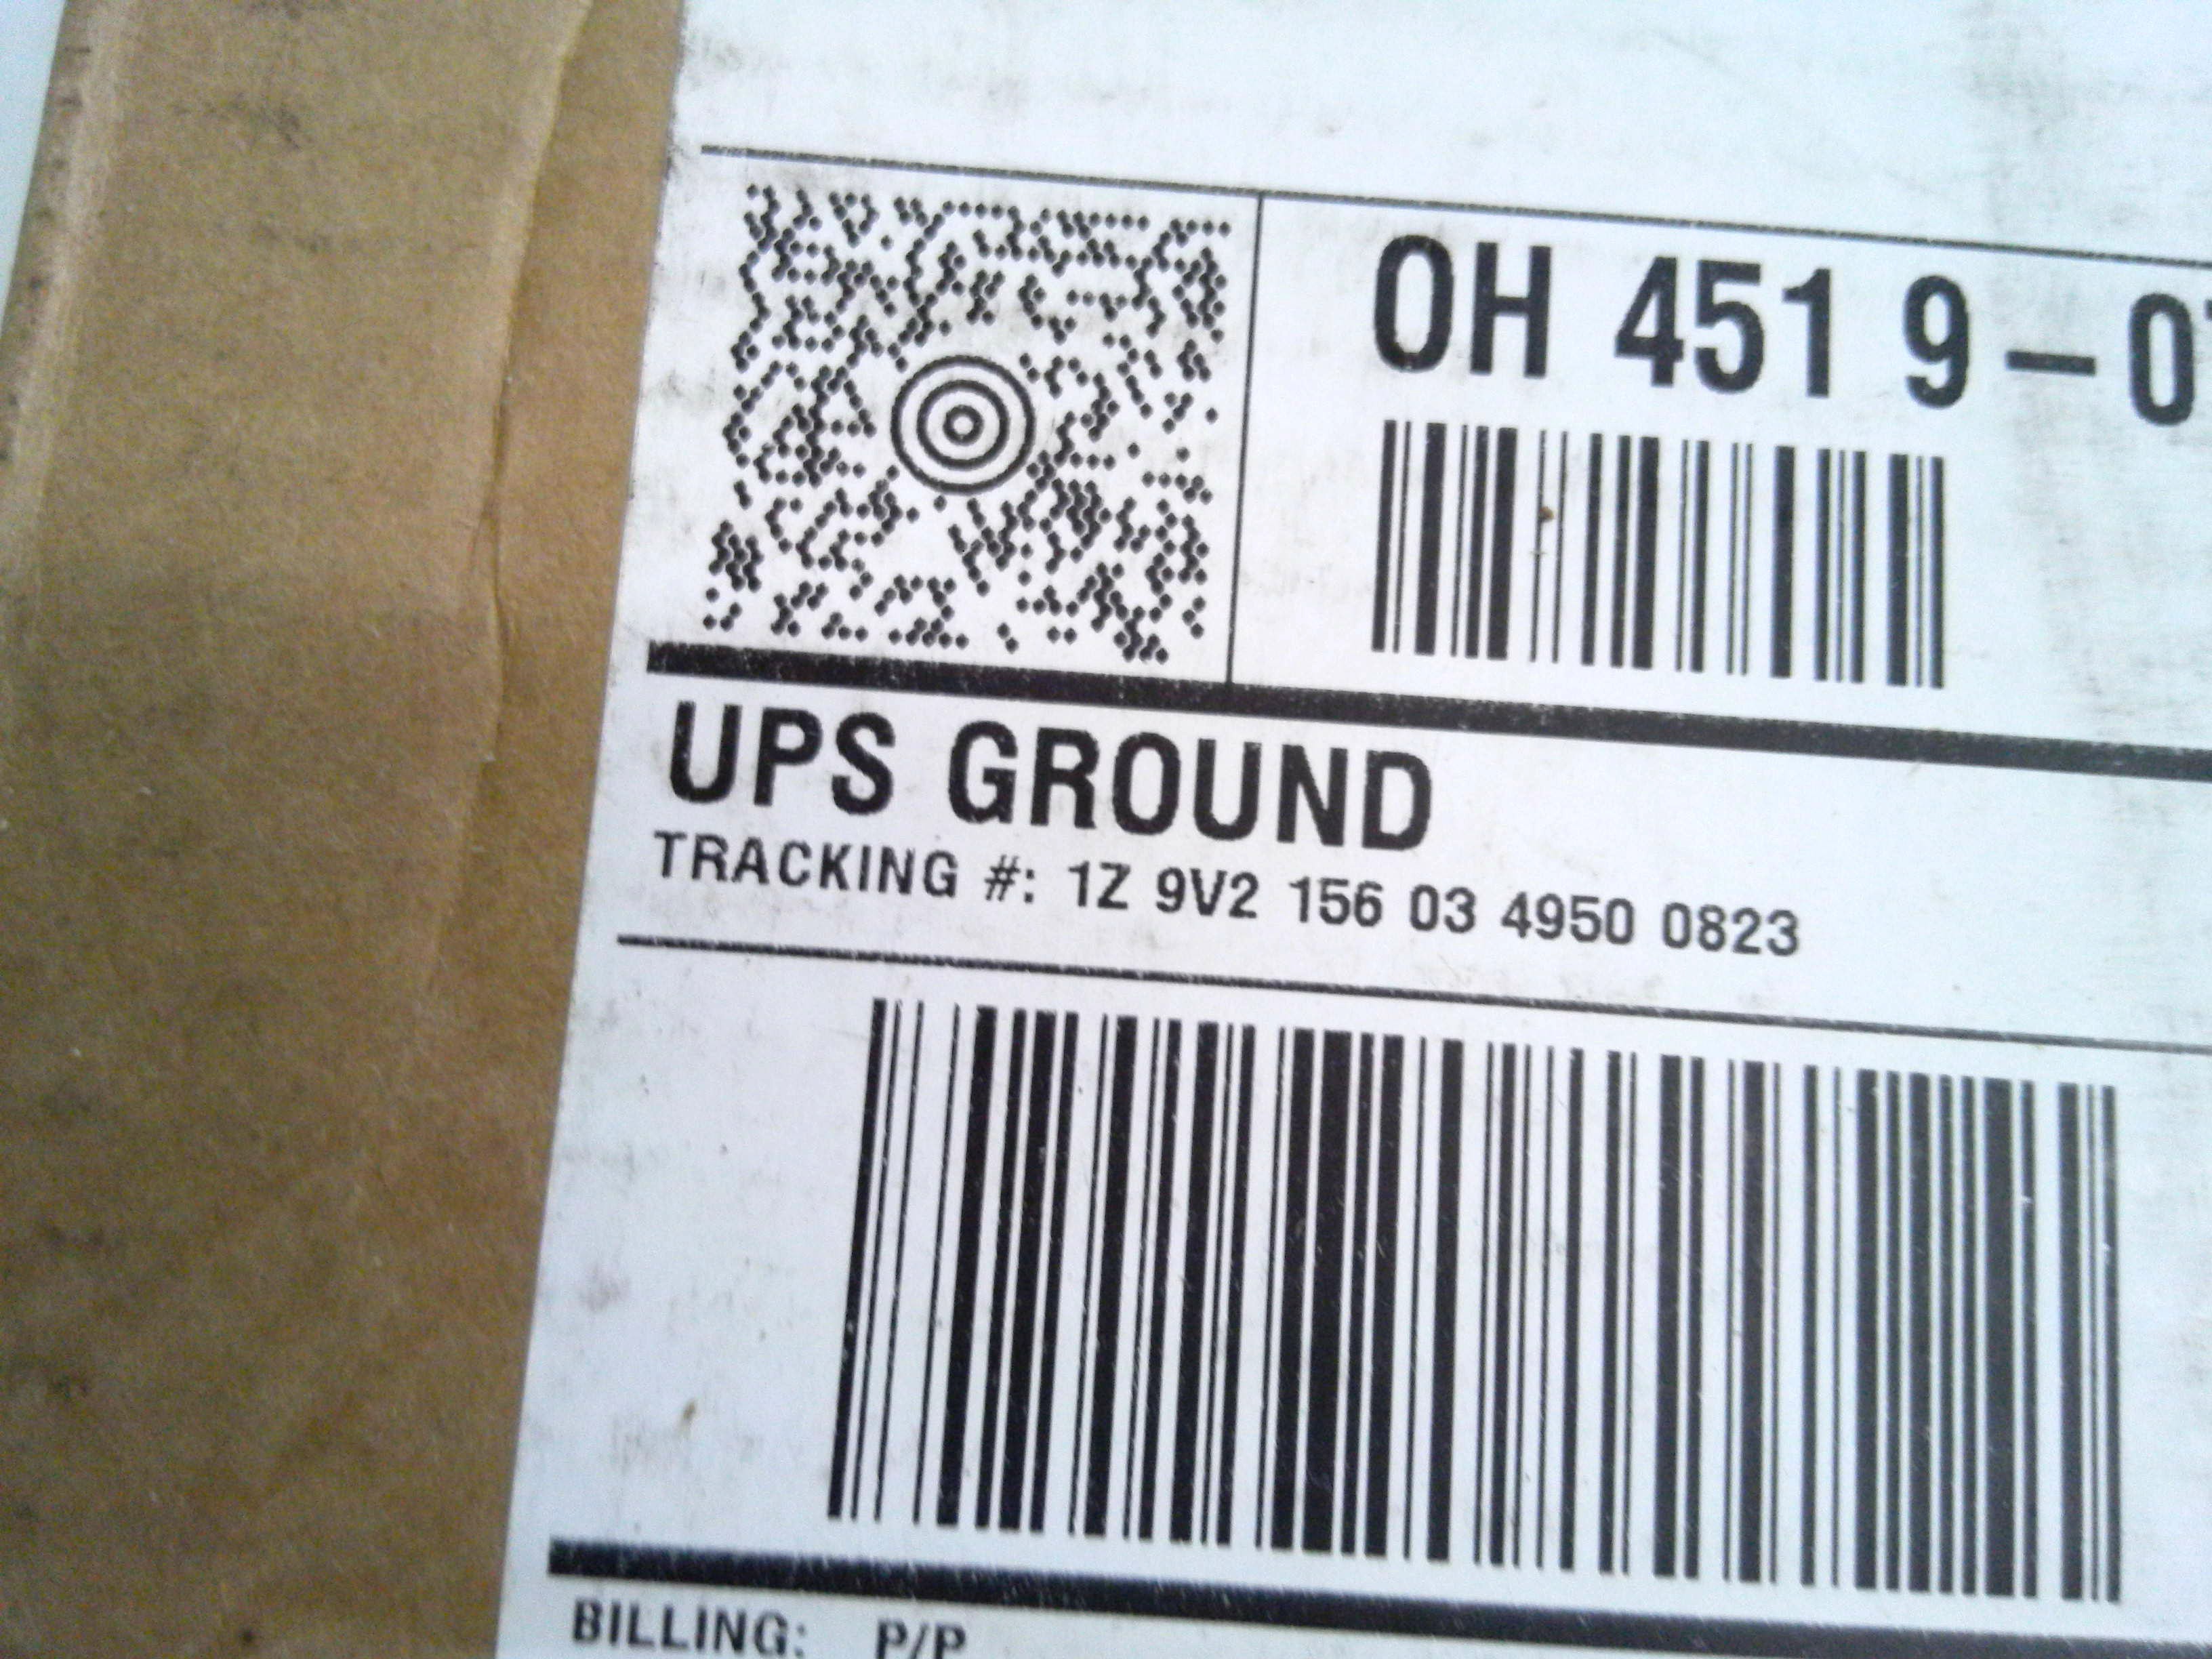 OH 451 9 – 0
UPS GROUND
TRACKING #: 1Z 9V2 156 03 4950 0823
BILLING: P/P